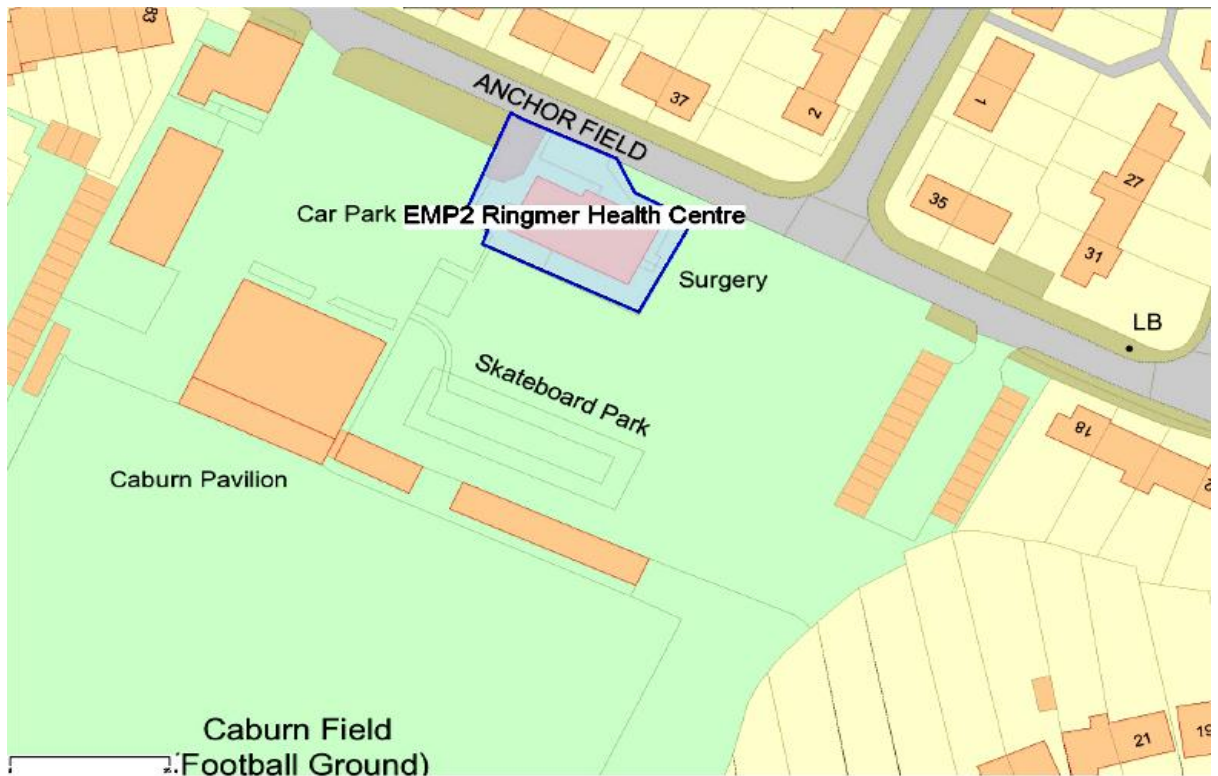 83
ANCHOR FIELD
37
2
1
27
35
31
Car Park
EMP2 Ringmer Health Centre
Surgery
LB
Skateboard Park
18
Caburn Pavilion
21
19
Caburn Field
(Football Ground)